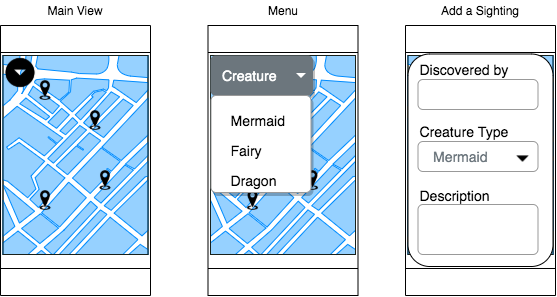 Main View
Menu
Add a Sighting
Creature
Mermaid
Fairy
Dragon
Discovered by
Creature Type
Mermaid
Description